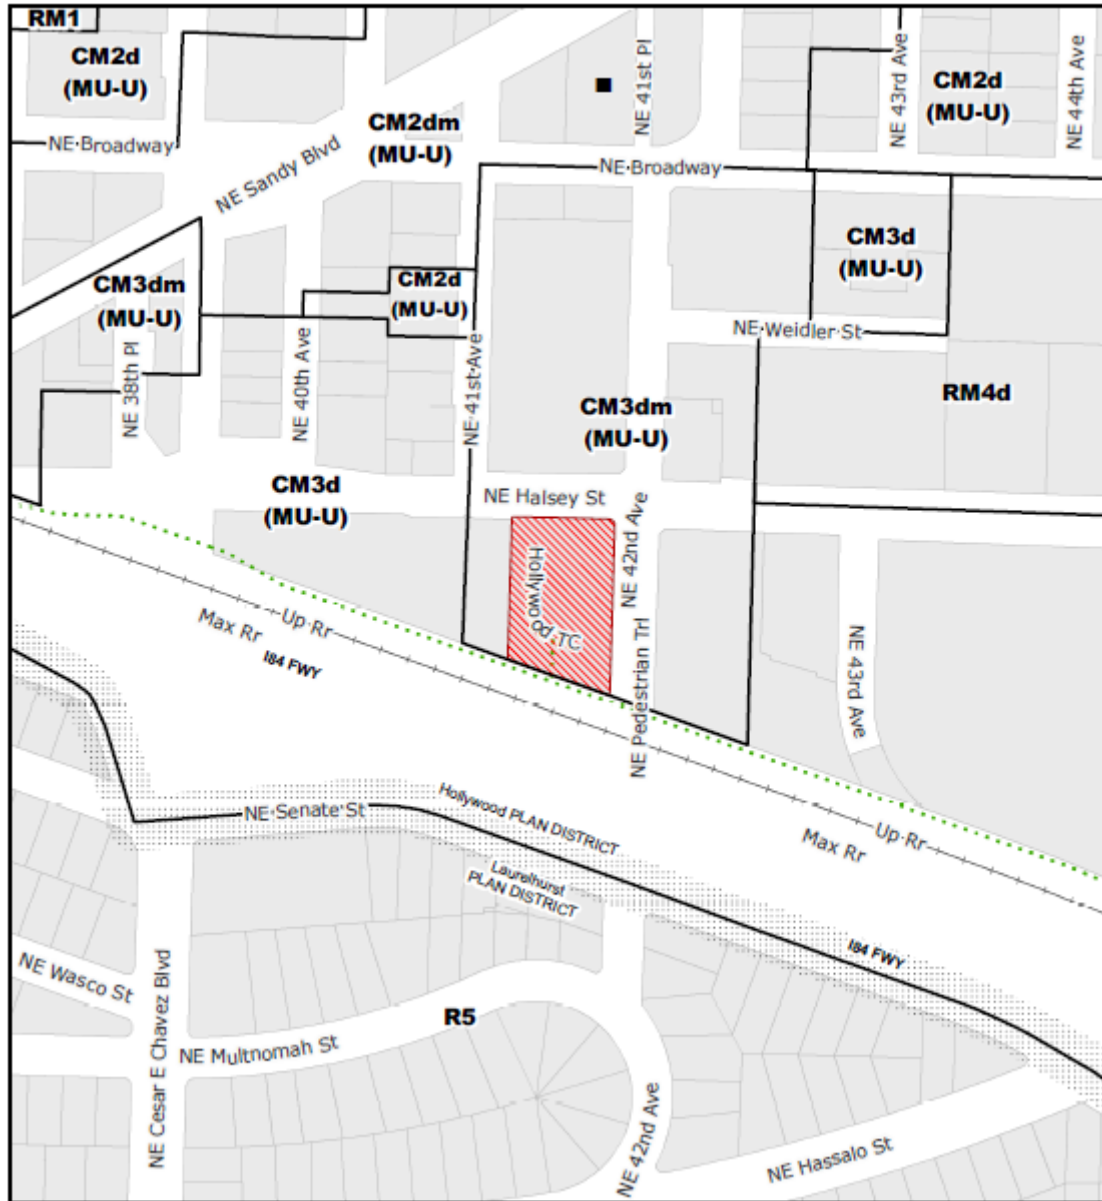 RM1
CM2d
(MU-U)
NE 41st Pl
NE 43rd Ave
CM2d
(MU-U)
NE 44th Ave
NE Broadway
NE Sandy Blvd
CM2dm
(MU-U)
NE Broadway
CM3dm
(MU-U)
CM2d
(MU-U)
CM3d
(MU-U)
NE Weidler St
NE 38th Pl
NE 40th Ave
NE 41st Ave
CM3dm
(MU-U)
RM4d
CM3d
(MU-U)
NE Halsey St
NE 42nd Ave
Hollywood TC
Up Rr
Max Rr
I84 FWY
NE Pedestrian Trl
NE 43rd Ave
NE Senate St
Hollywood PLAN DISTRICT
Laurelhurst
PLAN DISTRICT
Up Rr
Max Rr
I84 FWY
NE Wasco St
NE Cesar E Chavez Blvd
R5
NE Multnomah St
NE 42nd Ave
NE Hassalo St